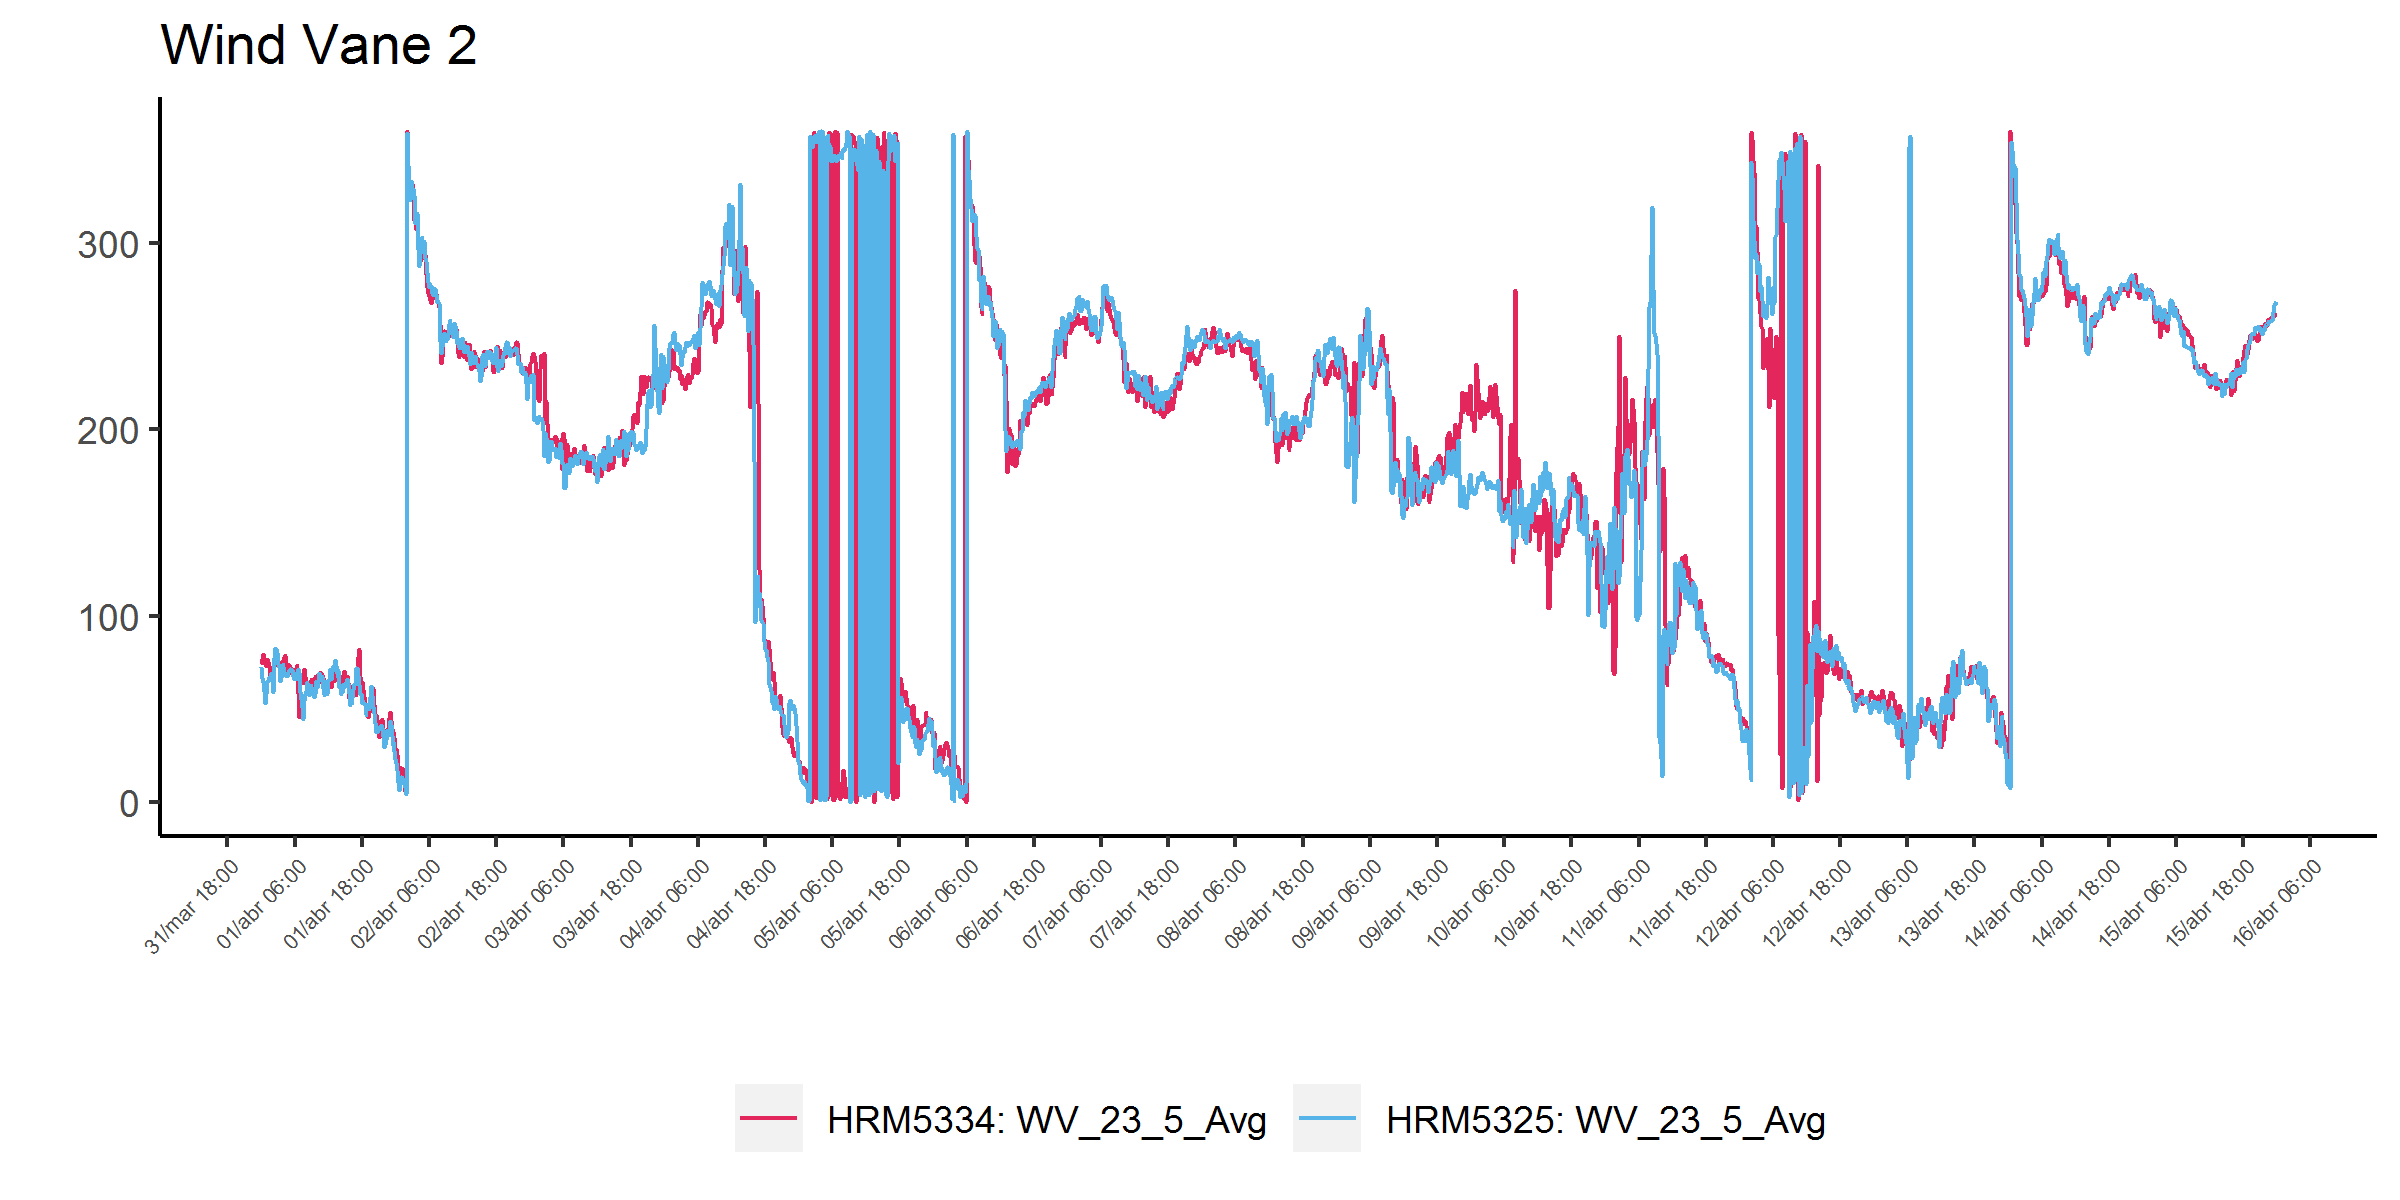 Wind Vane 2
300
200
100
0
31/mar 18:00
01/abr 06:00
01/abr 18:00
02/abr 06:00
02/abr 18:00
03/abr 06:00
03/abr 18:00
04/abr 06:00
04/abr 18:00
05/abr 06:00
05/abr 18:00
06/abr 06:00
06/abr 18:00
07/abr 06:00
07/abr 18:00
08/abr 06:00
08/abr 18:00
09/abr 06:00
09/abr 18:00
10/abr 06:00
10/abr 18:00
11/abr 06:00
11/abr 18:00
12/abr 06:00
12/abr 18:00
13/abr 06:00
13/abr 18:00
14/abr 06:00
14/abr 18:00
15/abr 06:00
15/abr 18:00
16/abr 06:00
HRM5334: WV_23_5_Avg
HRM5325: WV_23_5_Avg